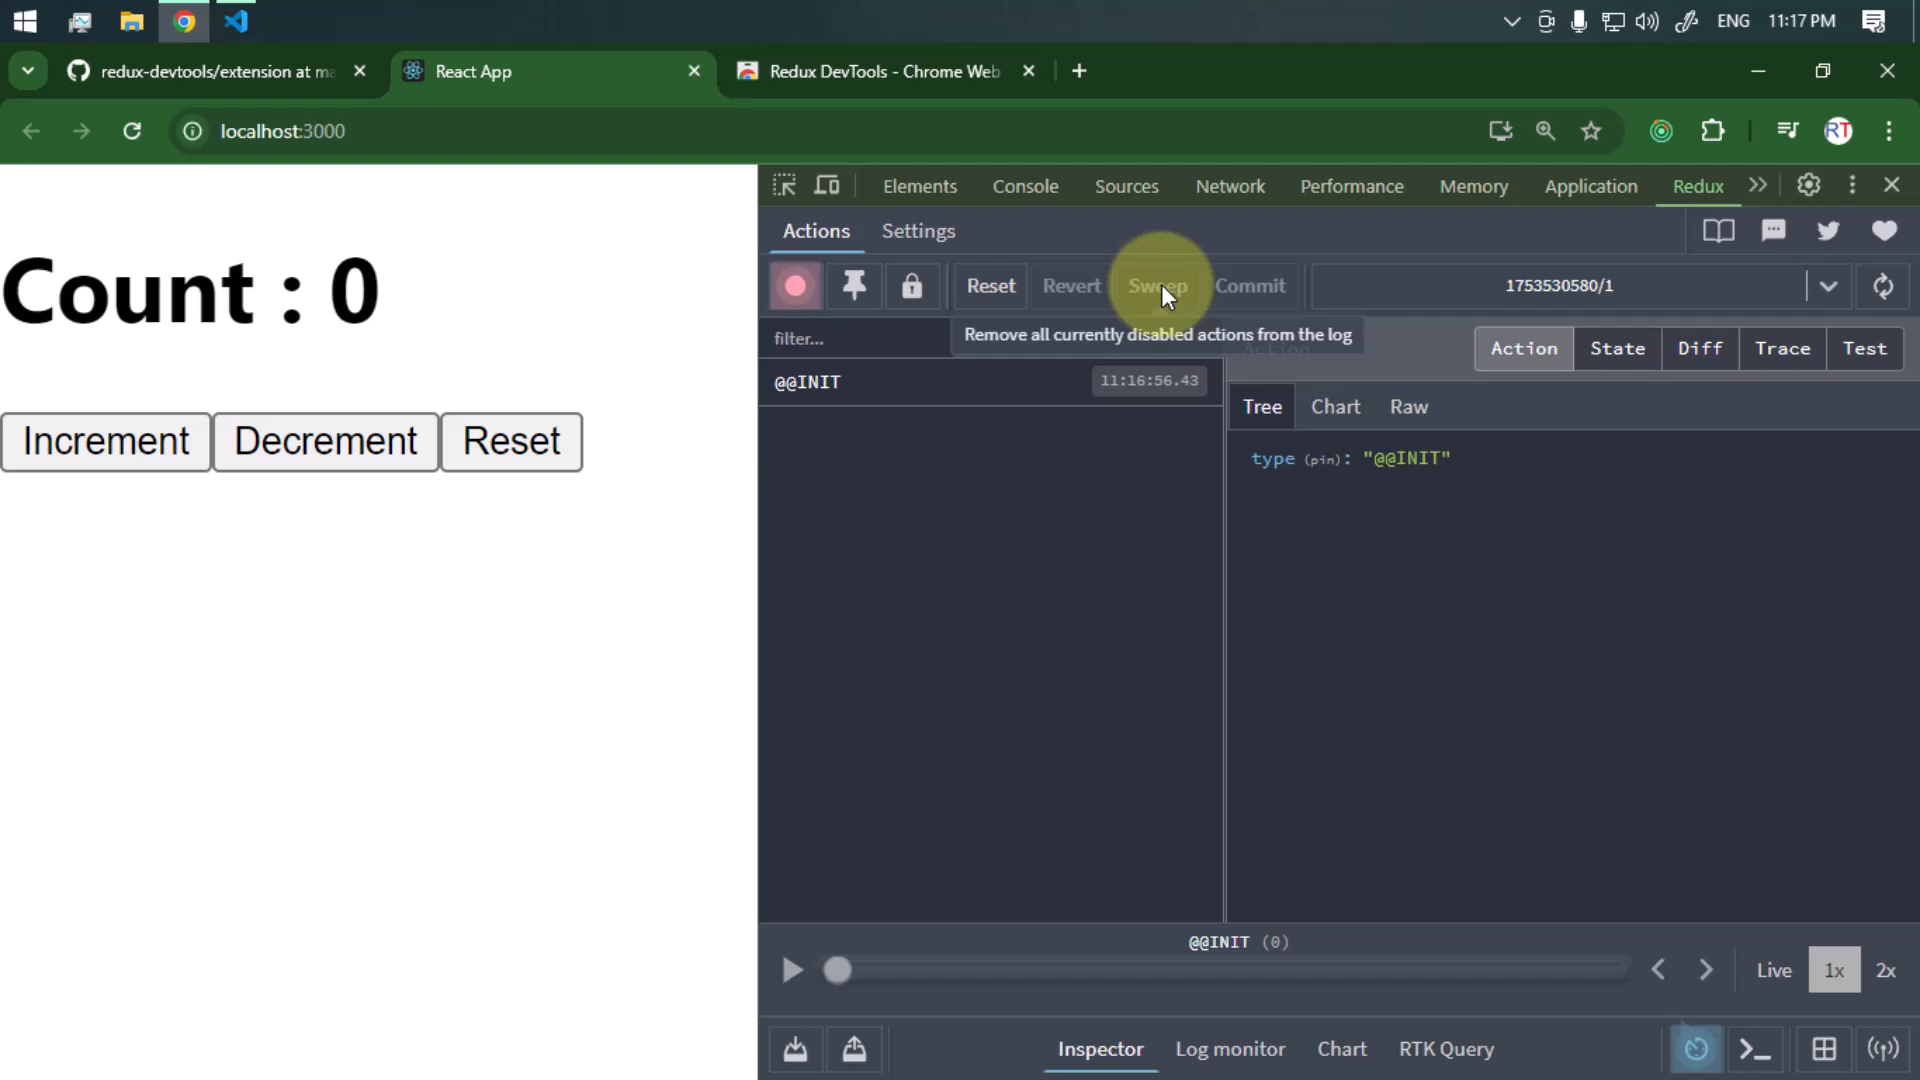 ENG 11:17 PM
redux-devtools/extension at ma
React App
Redux DevTools - Chrome Web
localhost:3000
RT
Elements Console Sources Network Performance Memory Application Redux
Actions Settings
Count : 0
Reset Revert Sweep Commit 1753530580/1
filter...
Remove all currently disabled actions from the log
Action State Diff Trace Test
@@INIT 11:16:56.43
Tree Chart Raw
Increment Decrement Reset
type (pin): "@@INIT"
@@INIT (0)
Live 1x 2x
Inspector Log monitor Chart RTK Query